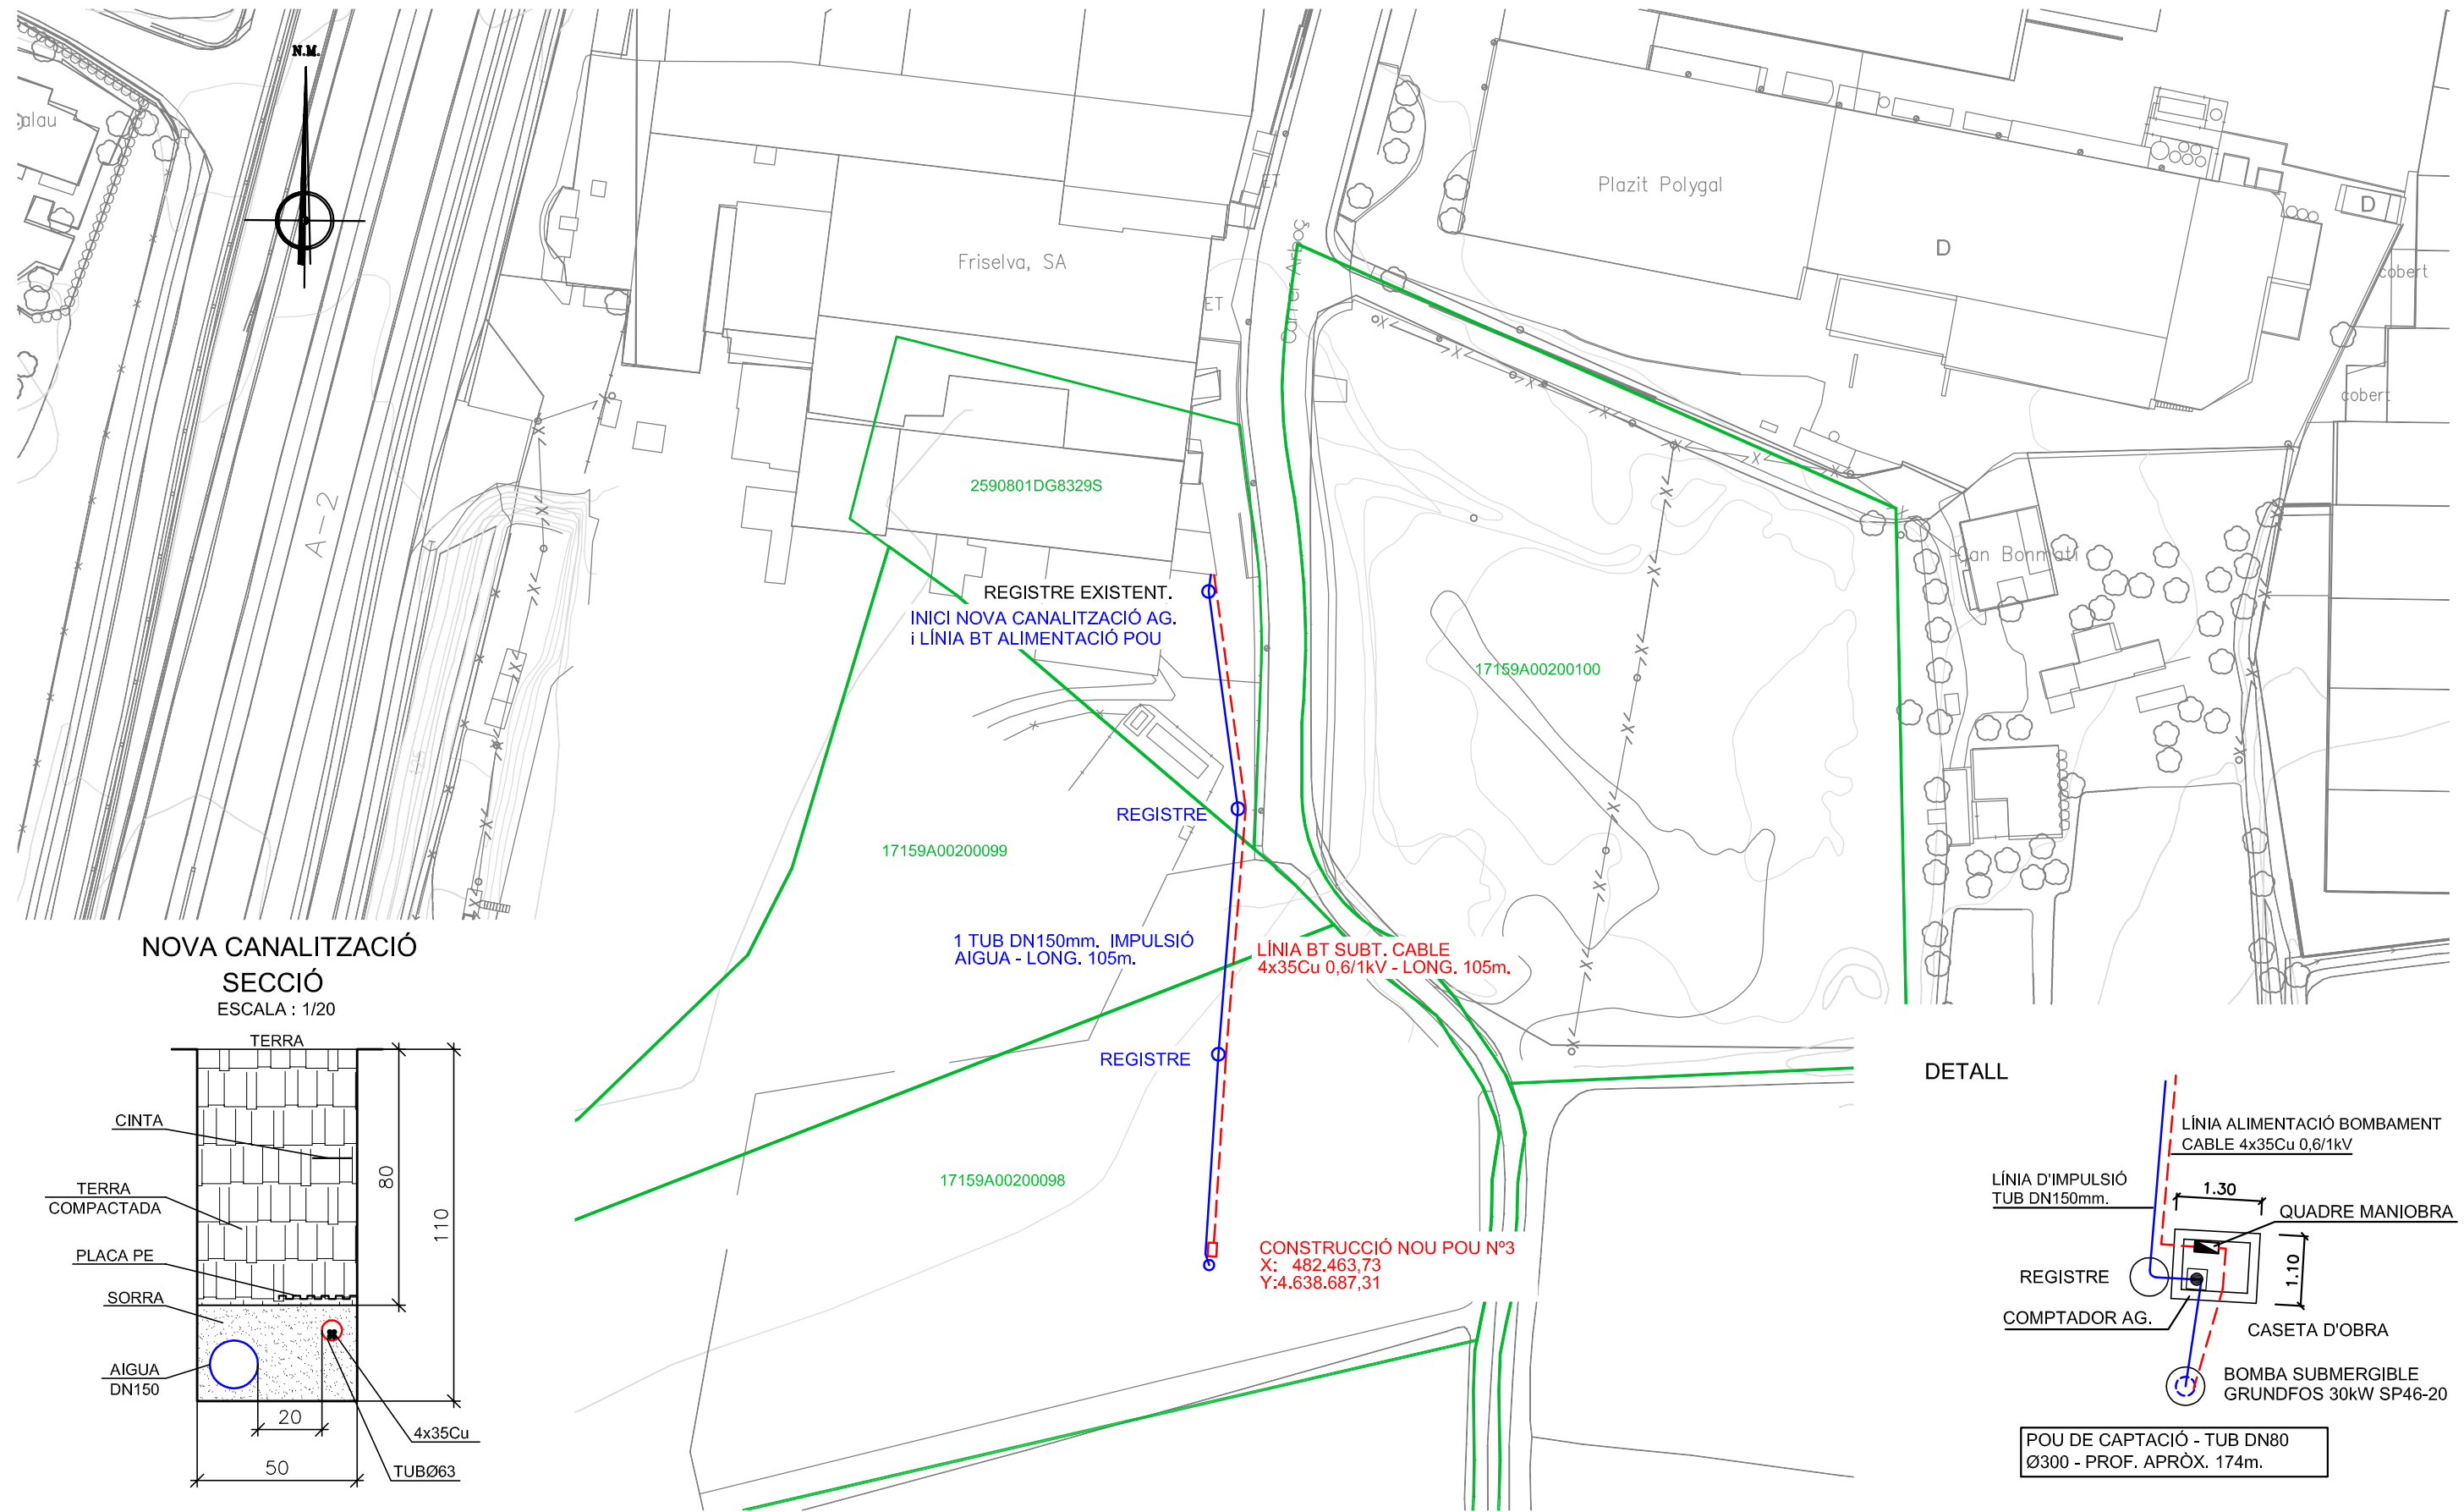 N.M.
alau
A-2
Friselva, SA
ET
ET
Carrer Arboç
Plazit Polygal
D
D
cobert
cobert
Can Bonmatí
2590801DG8329S
REGISTRE EXISTENT.
INICI NOVA CANALITZACIÓ AG.
i LÍNIA BT ALIMENTACIÓ POU
17159A00200100
REGISTRE
17159A00200099
1 TUB DN150mm. IMPULSIÓ
AIGUA - LONG. 105m.
LÍNIA BT SUBT. CABLE
4x35Cu 0,6/1kV - LONG. 105m.
REGISTRE
17159A00200098
CONSTRUCCIÓ NOU POU Nº3
X: 482.463,73
Y:4.638.687,31
NOVA CANALITZACIÓ
SECCIÓ
ESCALA : 1/20
TERRA
CINTA
TERRA
COMPACTADA
PLACA PE
SORRA
AIGUA
DN150
80
110
20
50
4x35Cu
TUBØ63
DETALL
LÍNIA ALIMENTACIÓ BOMBAMENT
CABLE 4x35Cu 0,6/1kV
LÍNIA D'IMPULSIÓ
TUB DN150mm.
1.30
QUADRE MANIOBRA
1.10
REGISTRE
COMPTADOR AG.
CASETA D'OBRA
BOMBA SUBMERGIBLE
GRUNDFOS 30kW SP46-20
POU DE CAPTACIÓ - TUB DN80
Ø300 - PROF. APRÒX. 174m.